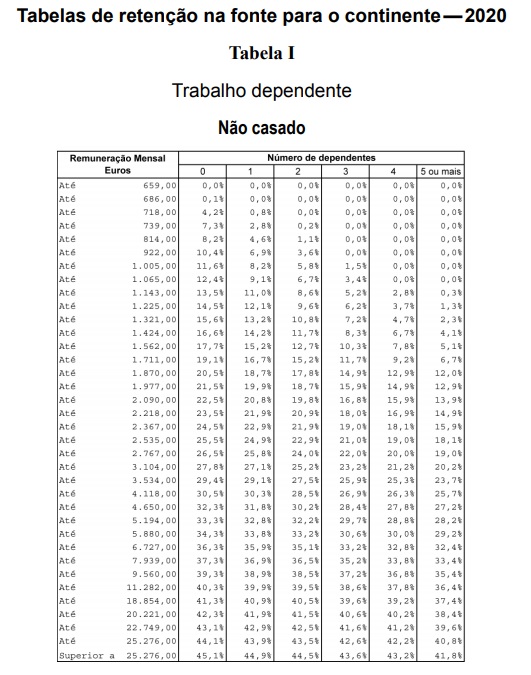 Tabelas de retenção na fonte para o continente — 2020
Tabela I
Trabalho dependente
Não casado
Remuneração Mensal Euros Número de dependentes
0 1 2 3 4 5 ou mais
Até 659,00 0,0% 0,0% 0,0% 0,0% 0,0% 0,0%
Até 686,00 0,1% 0,0% 0,0% 0,0% 0,0% 0,0%
Até 718,00 4,2% 0,8% 0,0% 0,0% 0,0% 0,0%
Até 739,00 7,3% 2,8% 0,2% 0,0% 0,0% 0,0%
Até 814,00 8,2% 4,6% 1,1% 0,0% 0,0% 0,0%
Até 922,00 10,4% 6,9% 3,6% 0,0% 0,0% 0,0%
Até 1.005,00 11,6% 8,2% 5,8% 1,5% 0,0% 0,0%
Até 1.065,00 12,4% 9,1% 6,7% 3,4% 0,0% 0,0%
Até 1.143,00 13,5% 11,0% 8,6% 5,2% 2,8% 0,3%
Até 1.225,00 14,5% 12,1% 9,6% 6,2% 3,7% 1,3%
Até 1.321,00 15,6% 13,2% 10,8% 7,2% 4,7% 2,3%
Até 1.424,00 16,6% 14,2% 11,7% 8,3% 6,7% 4,1%
Até 1.562,00 17,7% 15,2% 12,7% 10,3% 7,8% 5,1%
Até 1.711,00 19,1% 16,7% 15,2% 11,7% 9,2% 6,7%
Até 1.870,00 20,5% 18,7% 17,8% 14,9% 12,9% 12,0%
Até 1.977,00 21,5% 19,9% 18,7% 15,9% 14,9% 12,9%
Até 2.090,00 22,5% 20,8% 19,8% 16,8% 15,9% 13,9%
Até 2.218,00 23,5% 21,9% 20,9% 18,0% 16,9% 14,9%
Até 2.367,00 24,5% 22,9% 21,9% 19,0% 18,1% 15,9%
Até 2.535,00 25,5% 24,9% 22,9% 21,0% 19,0% 18,1%
Até 2.767,00 26,5% 25,8% 24,0% 22,0% 20,0% 19,0%
Até 3.104,00 27,8% 27,1% 25,2% 23,2% 21,2% 20,2%
Até 3.534,00 29,4% 29,1% 27,5% 25,9% 25,3% 23,7%
Até 4.118,00 30,5% 30,3% 28,5% 26,9% 26,3% 25,7%
Até 4.650,00 32,3% 31,8% 30,2% 28,4% 27,8% 27,2%
Até 5.194,00 33,3% 32,8% 32,2% 29,7% 28,8% 28,2%
Até 5.880,00 34,3% 33,8% 33,2% 30,6% 30,0% 29,2%
Até 6.727,00 36,3% 35,9% 35,1% 33,2% 32,8% 32,4%
Até 7.939,00 37,3% 36,9% 36,5% 35,2% 33,8% 33,4%
Até 9.560,00 39,3% 38,9% 38,5% 37,2% 36,8% 35,4%
Até 11.282,00 40,3% 39,9% 39,5% 38,6% 37,8% 36,4%
Até 18.854,00 41,3% 40,9% 40,5% 39,6% 39,2% 37,4%
Até 20.221,00 42,3% 41,9% 41,5% 40,6% 40,2% 38,4%
Até 22.749,00 43,1% 42,9% 42,5% 41,6% 41,2% 39,6%
Até 25.276,00 44,1% 43,9% 43,5% 42,6% 42,2% 40,8%
Superior a 25.276,00 45,1% 44,9% 44,5% 43,6% 43,2% 41,8%